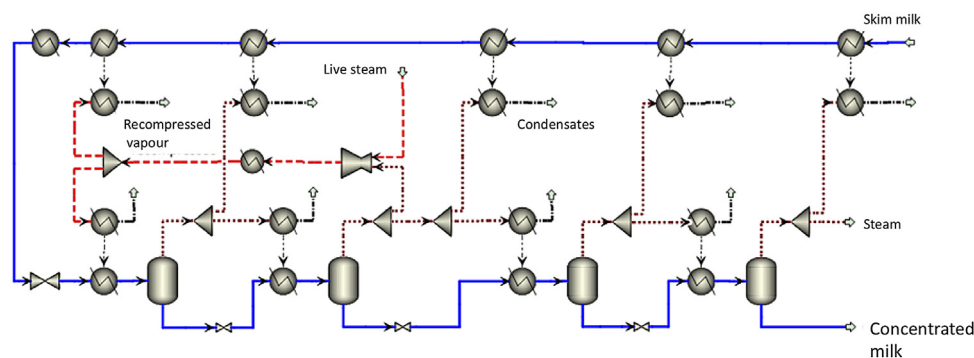 Skim milk
Live steam
Recompressed
vapour
Condensates
Steam
Concentrated
milk